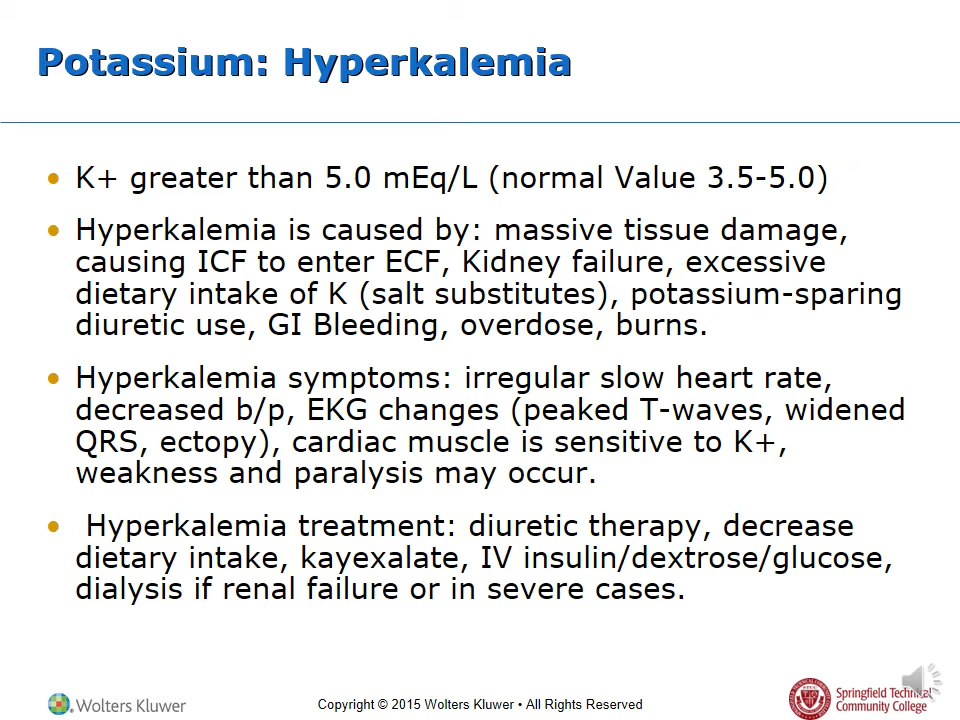 Potassium: Hyperkalemia
• K+ greater than 5.0 mEq/L (normal Value 3.5-5.0)
• Hyperkalemia is caused by: massive tissue damage,
causing ICF to enter ECF, Kidney failure, excessive
dietary intake of K (salt substitutes), potassium-sparing
diuretic use, GI Bleeding, overdose, burns.
• Hyperkalemia symptoms: irregular slow heart rate,
decreased b/p, EKG changes (peaked T-waves, widened
QRS, ectopy), cardiac muscle is sensitive to K+,
weakness and paralysis may occur.
• Hyperkalemia treatment: diuretic therapy, decrease
dietary intake, kayexalate, IV insulin/dextrose/glucose,
dialysis if renal failure or in severe cases.
Wolters Kluwer
Copyright © 2015 Wolters Kluwer • All Rights Reserved
Springfield Technical
Community College